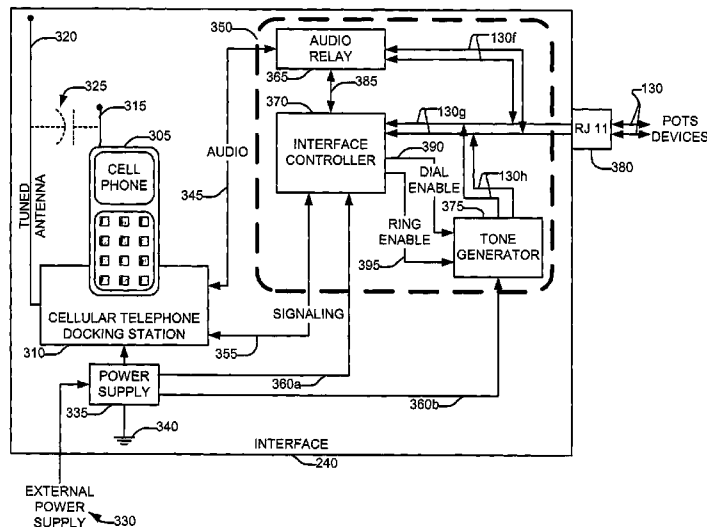 320
350
AUDIO
RELAY
130f
325
365
385
315
370
130g
130
305
CELL
PHONE
INTERFACE
CONTROLLER
390
RJ 11
POTS
DEVICES
380
AUDIO
345
DIAL
ENABLE
130h
375
TONE
GENERATOR
RING
ENABLE
395
TUNED
ANTENNA
CELLULAR TELEPHONE
DOCKING STATION
310
SIGNALING
355
POWER
SUPPLY
335
360a
360b
340
INTERFACE
240
EXTERNAL
POWER
SUPPLY
330